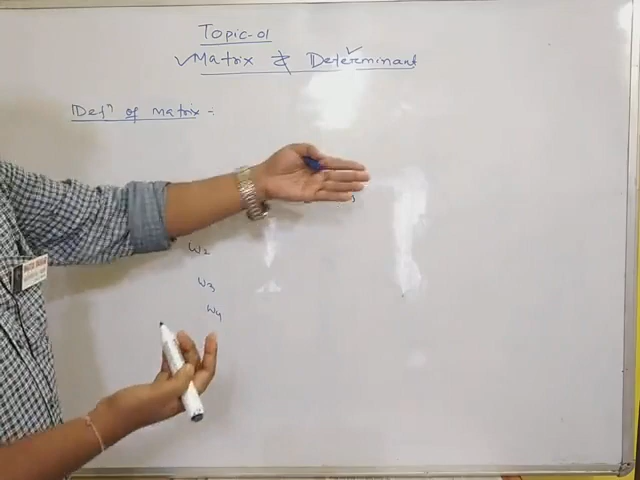 Topic-01
✓Matrix & Determinant
Defⁿ of matrix :-
W₂
W₃
W₄